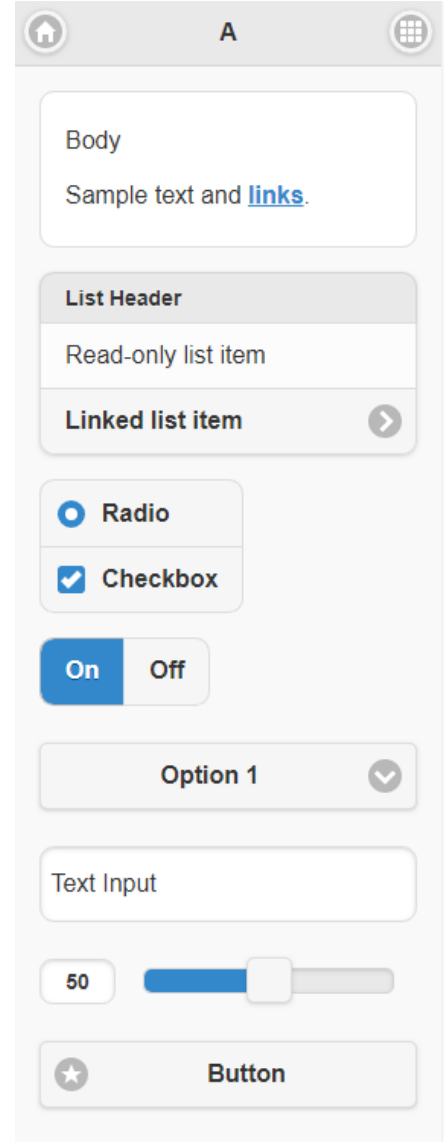 A
Body
Sample text and links.
List Header
Read-only list item
Linked list item
Radio
Checkbox
On Off
Option 1
Text Input
50
Button